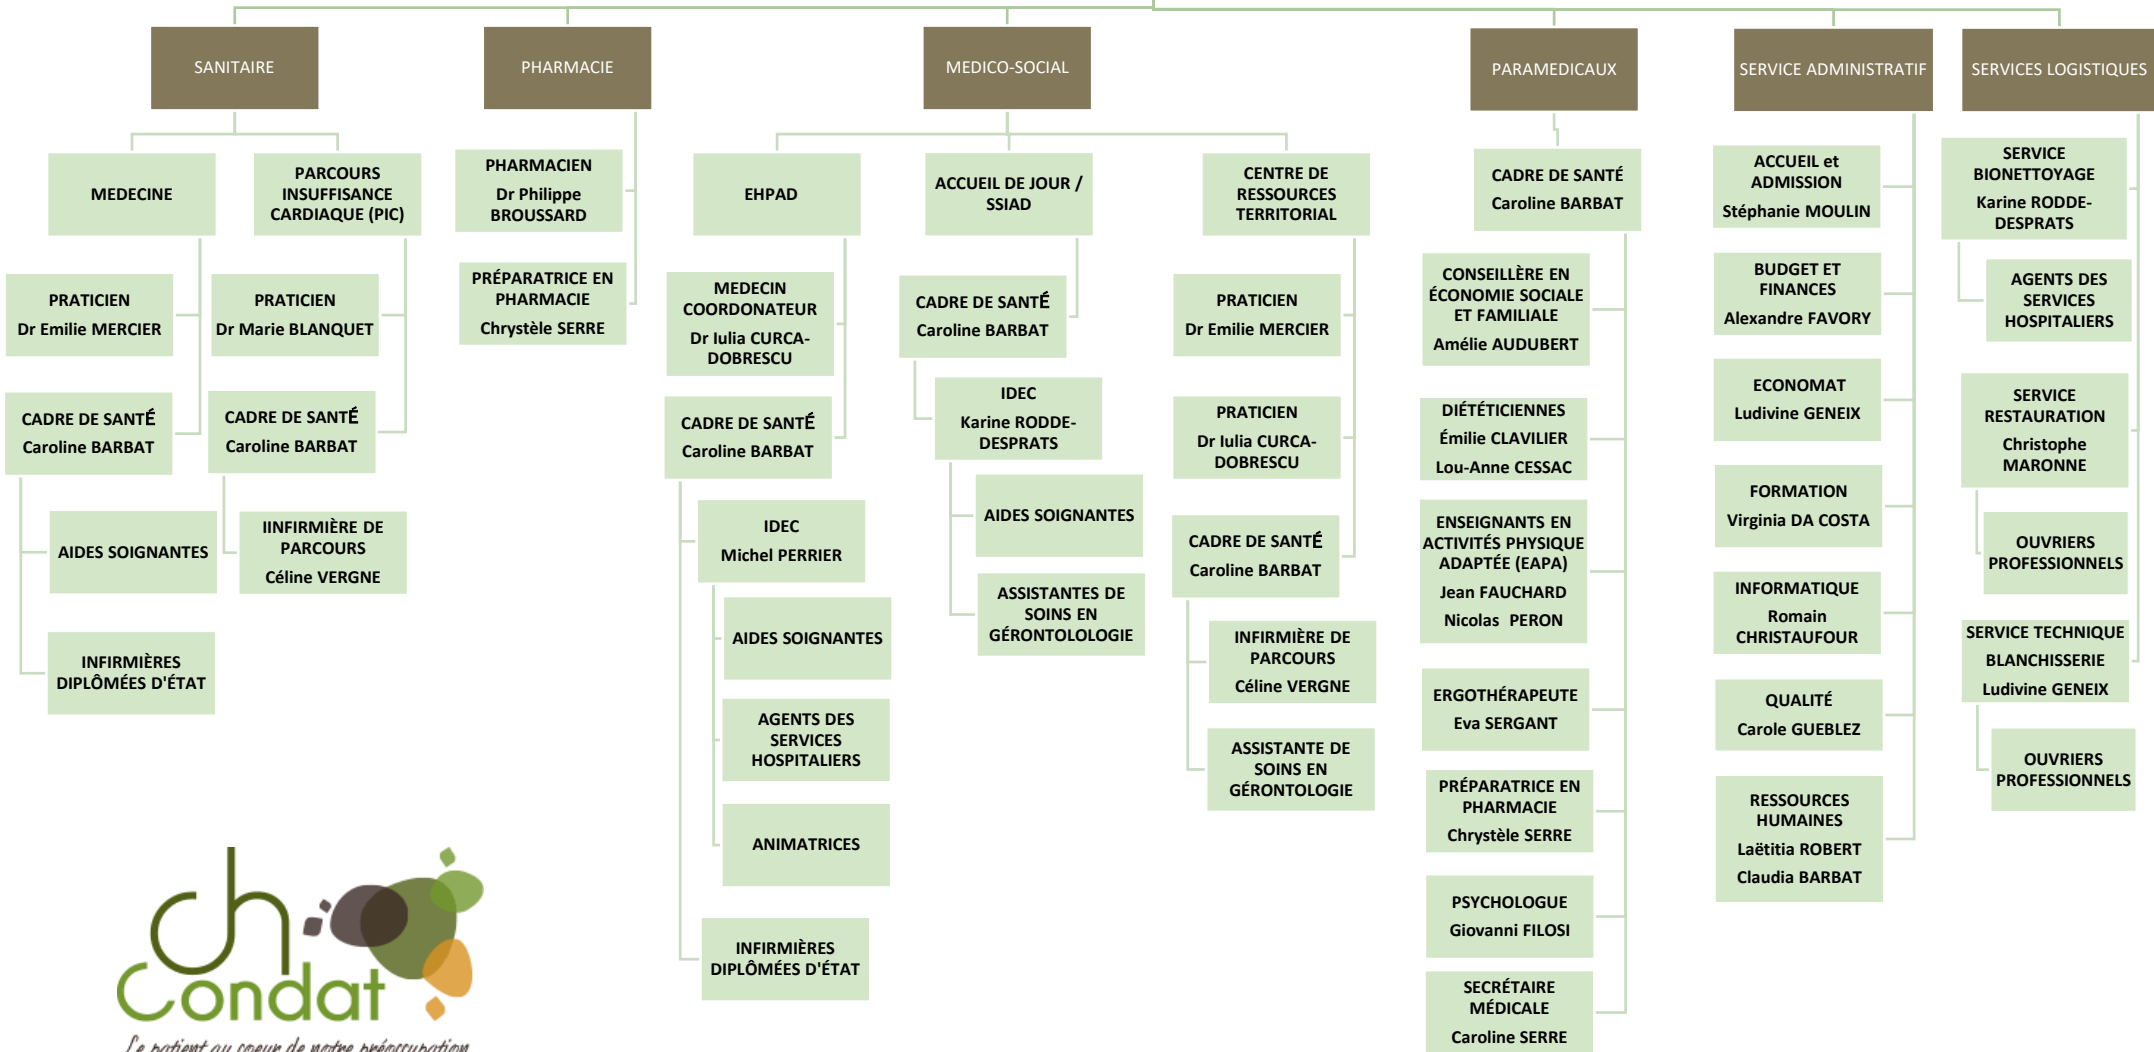 SANITAIRE
MEDECINE
PRATICIEN
Dr Emilie MERCIER
CADRE DE SANTÉ
Caroline BARBAT
AIDES SOIGNANTES
INFIRMIÈRES
DIPLÔMÉES D'ÉTAT
PARCOURS
INSUFFISANCE
CARDIAQUE (PIC)
PRATICIEN
Dr Marie BLANQUET
CADRE DE SANTÉ
Caroline BARBAT
IINFIRMIÈRE DE
PARCOURS
Céline VERGNE
PHARMACIE
PHARMACIEN
Dr Philippe
BROUSSARD
PRÉPARATRICE EN
PHARMACIE
Chrystèle SERRE
MEDICO-SOCIAL
EHPAD
MEDECIN
COORDONATEUR
Dr Iulia CURCA-
DOBRESCU
CADRE DE SANTÉ
Caroline BARBAT
IDEC
Michel PERRIER
AIDES SOIGNANTES
AGENTS DES
SERVICES
HOSPITALIERS
ANIMATRICES
INFIRMIÈRES
DIPLÔMÉES D'ÉTAT
ACCUEIL DE JOUR /
SSIAD
CADRE DE SANTÉ
Caroline BARBAT
IDEC
Karine RODDE-
DESPRATS
AIDES SOIGNANTES
ASSISTANTES DE
SOINS EN
GÉRONTOLOLOGIE
CENTRE DE
RESSOURCES
TERRITORIAL
PRATICIEN
Dr Emilie MERCIER
PRATICIEN
Dr Iulia CURCA-
DOBRESCU
CADRE DE SANTÉ
Caroline BARBAT
INFIRMIÈRE DE
PARCOURS
Céline VERGNE
ASSISTANTE DE
SOINS EN
GÉRONTOLOGIE
PARAMEDICAUX
CADRE DE SANTÉ
Caroline BARBAT
CONSEILLÈRE EN
ÉCONOMIE SOCIALE
ET FAMILIALE
Amélie AUDUBERT
DIÉTÉTICIENNES
Émilie CLAVILIER
Lou-Anne CESSAC
ENSEIGNANTS EN
ACTIVITÉS PHYSIQUE
ADAPTÉE (EAPA)
Jean FAUCHARD
Nicolas PERON
ERGOTHÉRAPEUTE
Eva SERGANT
PRÉPARATRICE EN
PHARMACIE
Chrystèle SERRE
PSYCHOLOGUE
Giovanni FILOSI
SECRÉTAIRE
MÉDICALE
Caroline SERRE
SERVICE ADMINISTRATIF
ACCUEIL et
ADMISSION
Stéphanie MOULIN
BUDGET ET
FINANCES
Alexandre FAVORY
ECONOMAT
Ludivine GENEIX
FORMATION
Virginia DA COSTA
INFORMATIQUE
Romain
CHRISTAUFOUR
QUALITÉ
Carole GUEBLEZ
RESSOURCES
HUMAINES
Laëtitia ROBERT
Claudia BARBAT
SERVICES LOGISTIQUES
SERVICE
BIONETTOYAGE
Karine RODDE-
DESPRATS
AGENTS DES
SERVICES
HOSPITALIERS
SERVICE
RESTAURATION
Christophe
MARONNE
OUVRIERS
PROFESSIONNELS
SERVICE TECHNIQUE
BLANCHISSERIE
Ludivine GENEIX
OUVRIERS
PROFESSIONNELS
ch
Condat
Le patient au coeur de notre préoccupation